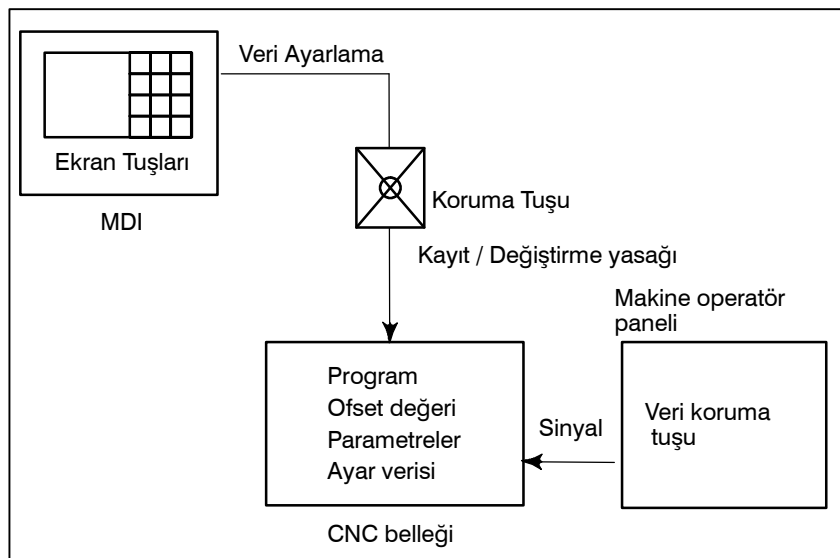 Veri Ayarlama
Ekran Tuşları
MDI
Koruma Tuşu
Kayıt / Değiştirme yasağı
Makine operatör
paneli
Program
Ofset değeri
Parametreler
Ayar verisi
Sinyal
Veri koruma
tuşu
CNC belleği